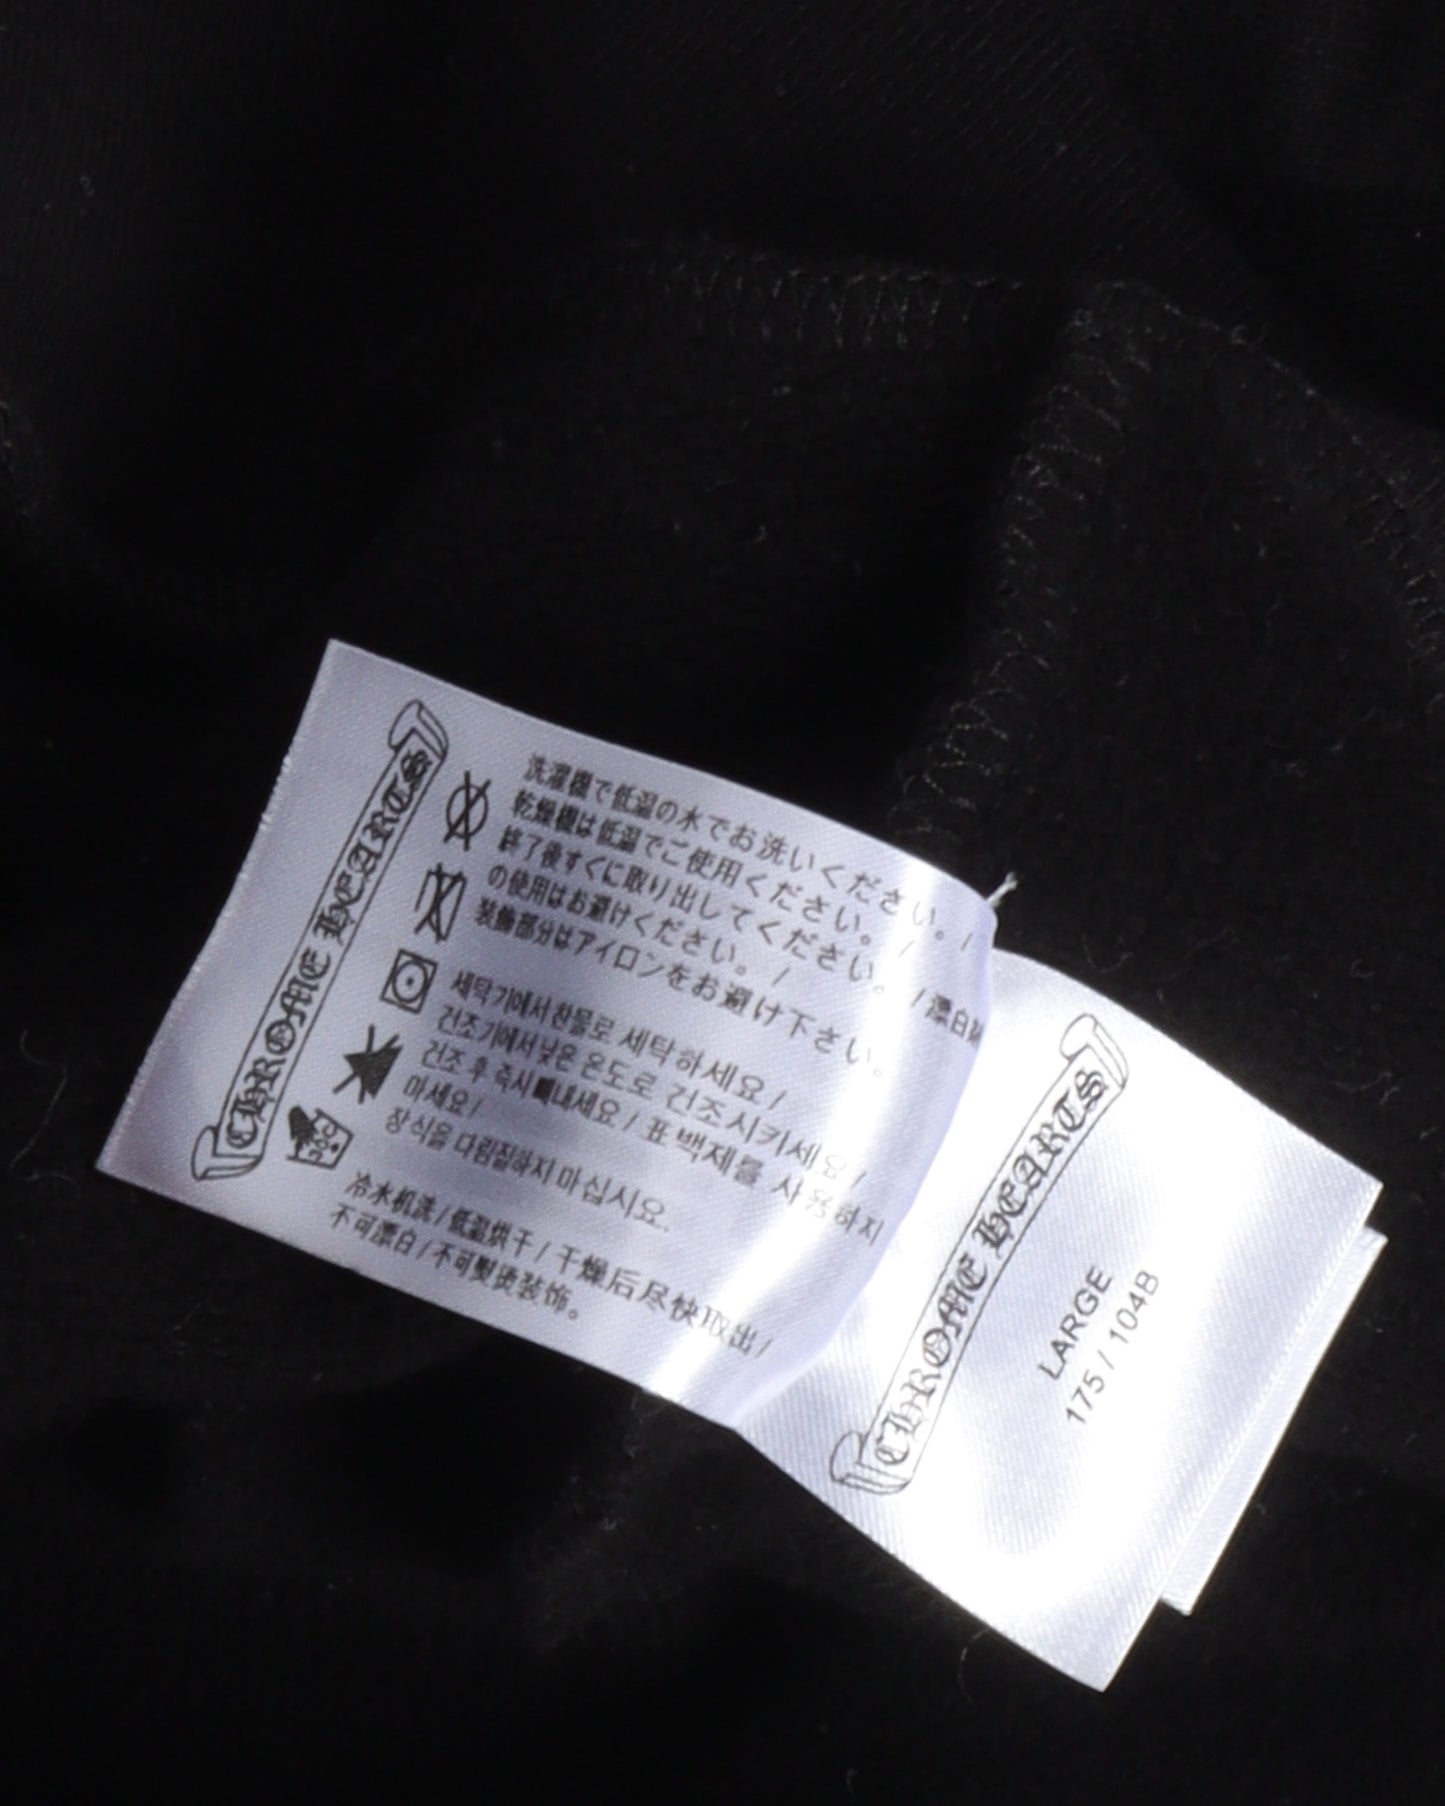 CHROME HEARTS
洗濯機で低温の水でお洗いください。/
乾燥機は低温でご使用ください。/
終了後すぐに取り出してください。/漂白剤
の使用はお避けください。/
装飾部分はアイロンをお避け下さい。
세탁기에서 찬물로 세탁하세요 /
건조기에서 낮은 온도로 건조시키세요 /
건조 후 즉시 빼내세요 / 표백제를 사용하지
마세요 /
장식을 다림질하지 마십시요.
冷水机洗 / 低温烘干 / 干燥后尽快取出 /
不可漂白 / 不可熨烫装饰。
CHROME HEARTS
LARGE
175 / 104B